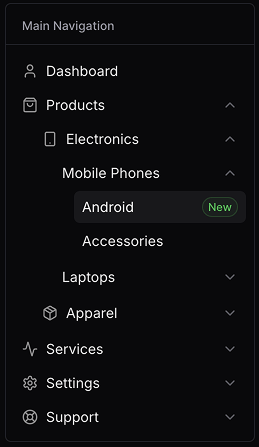 Main Navigation
Dashboard
Products
Electronics
Mobile Phones
Android New
Accessories
Laptops
Apparel
Services
Settings
Support